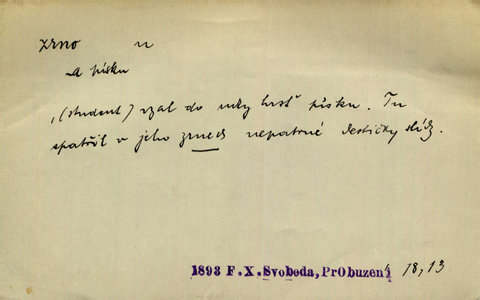 zrno n
~a písku
„(student) vzal do ruky hrsť písku. Tu
spatřil v jeho zrnech nepatrné destičky slídy.
1893 F.X.Svoboda, Probuzení 18,13